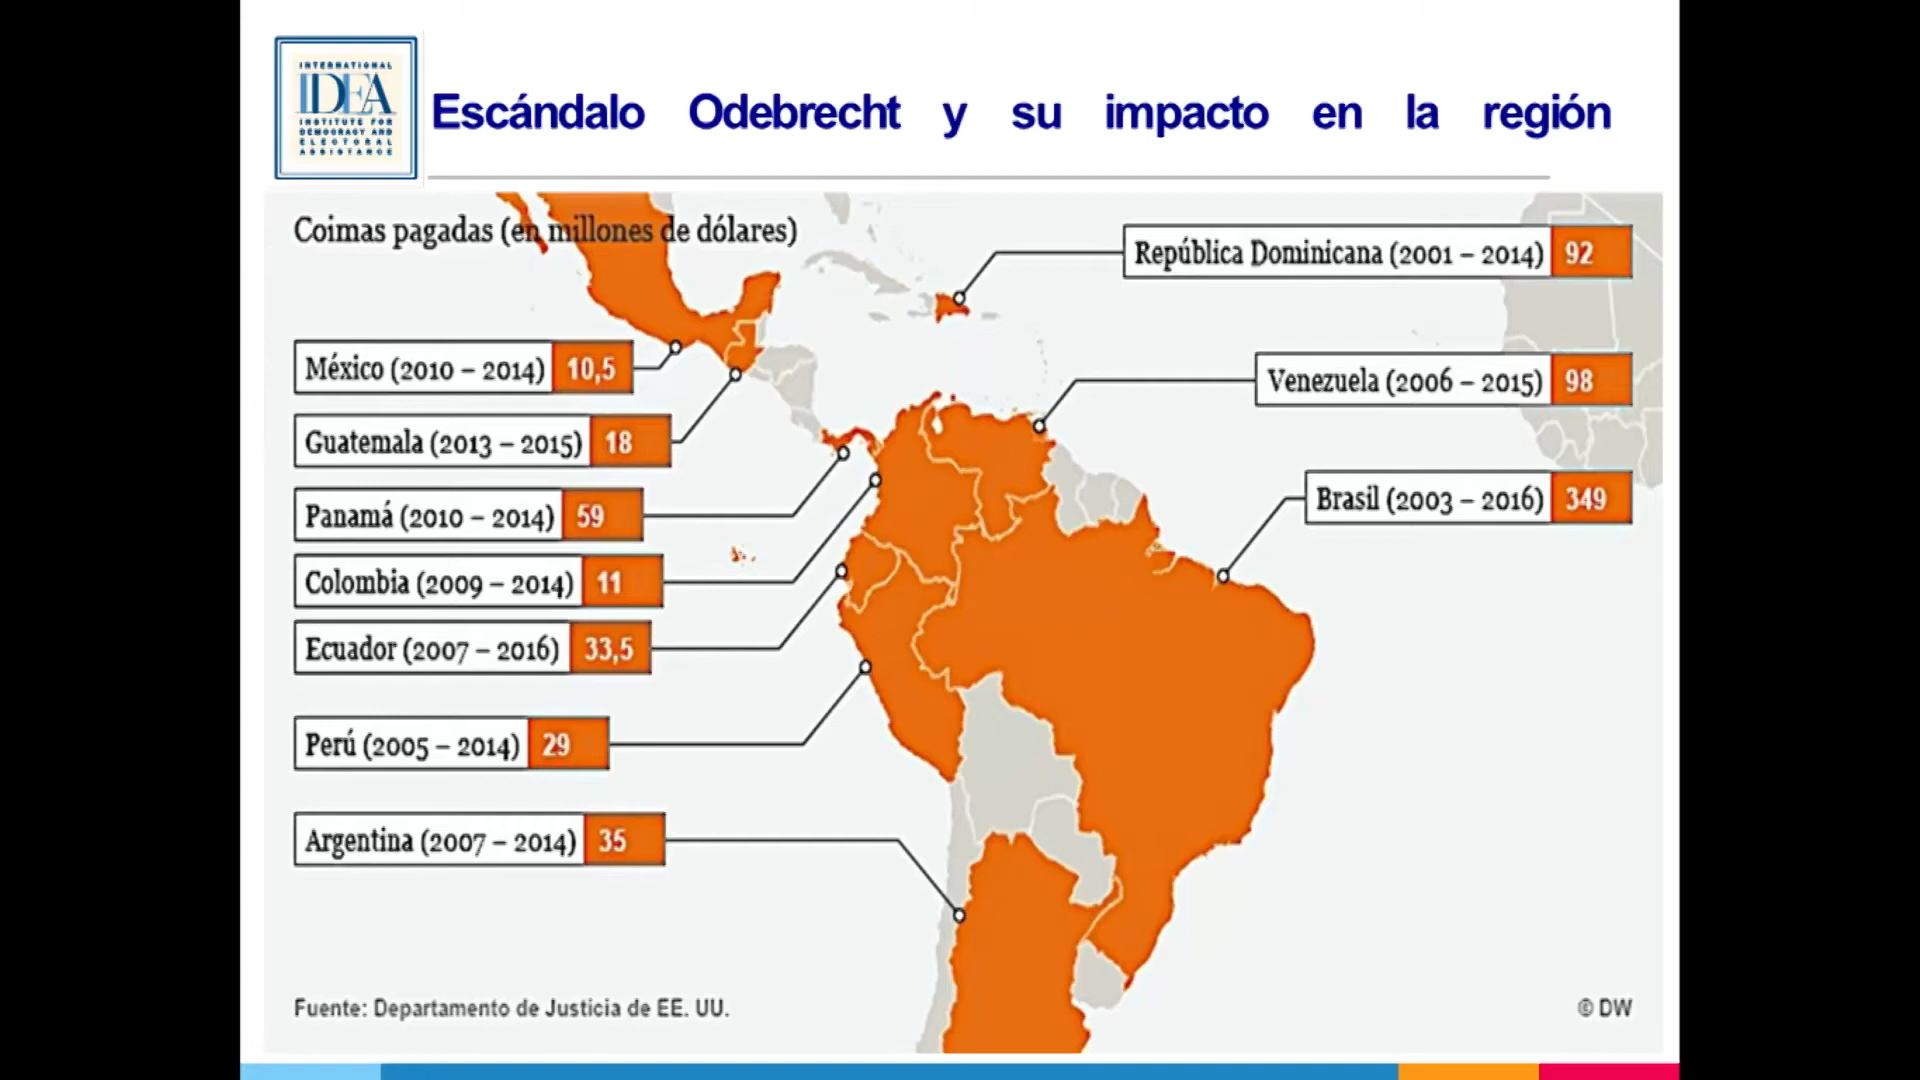 INTERNATIONAL
IDEA
INSTITUTE FOR
DEMOCRACY AND
ELECTORAL
ASSISTANCE
Escándalo Odebrecht y su impacto en la región
Coimas pagadas (en millones de dólares)
República Dominicana (2001 – 2014) 92
México (2010 – 2014) 10,5
Venezuela (2006 – 2015) 98
Guatemala (2013 – 2015) 18
Brasil (2003 – 2016) 349
Panamá (2010 – 2014) 59
Colombia (2009 – 2014) 11
Ecuador (2007 – 2016) 33,5
Perú (2005 – 2014) 29
Argentina (2007 – 2014) 35
Fuente: Departamento de Justicia de EE. UU.
© DW